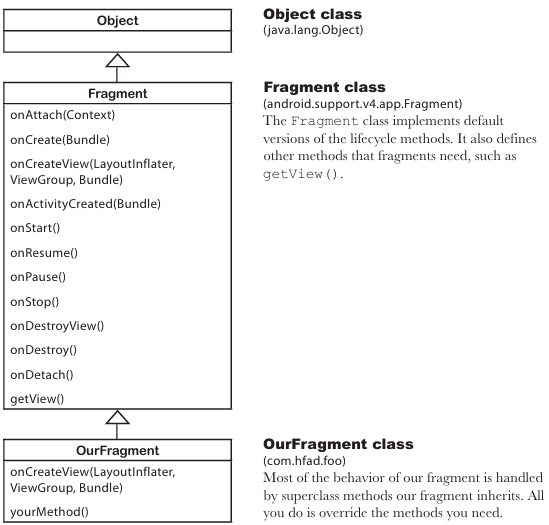 Object
Object class
(java.lang.Object)
Fragment
onAttach(Context)
onCreate(Bundle)
onCreateView(LayoutInflater,
ViewGroup, Bundle)
onActivityCreated(Bundle)
onStart()
onResume()
onPause()
onStop()
onDestroyView()
onDestroy()
onDetach()
getView()
Fragment class
(android.support.v4.app.Fragment)
The Fragment class implements default
versions of the lifecycle methods. It also defines
other methods that fragments need, such as
getView().
OurFragment
onCreateView(LayoutInflater,
ViewGroup, Bundle)
yourMethod()
OurFragment class
(com.hfad.foo)
Most of the behavior of our fragment is handled
by superclass methods our fragment inherits. All
you do is override the methods you need.